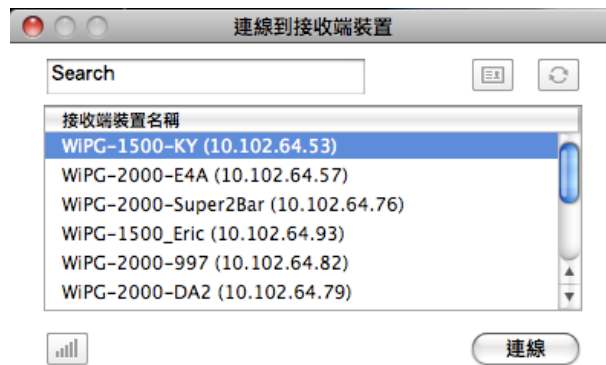 連線到接收端裝置
Search
接收端裝置名稱
WiPG-1500-KY (10.102.64.53)
WiPG-2000-E4A (10.102.64.57)
WiPG-2000-Super2Bar (10.102.64.76)
WiPG-1500_Eric (10.102.64.93)
WiPG-2000-997 (10.102.64.82)
WiPG-2000-DA2 (10.102.64.79)
連線